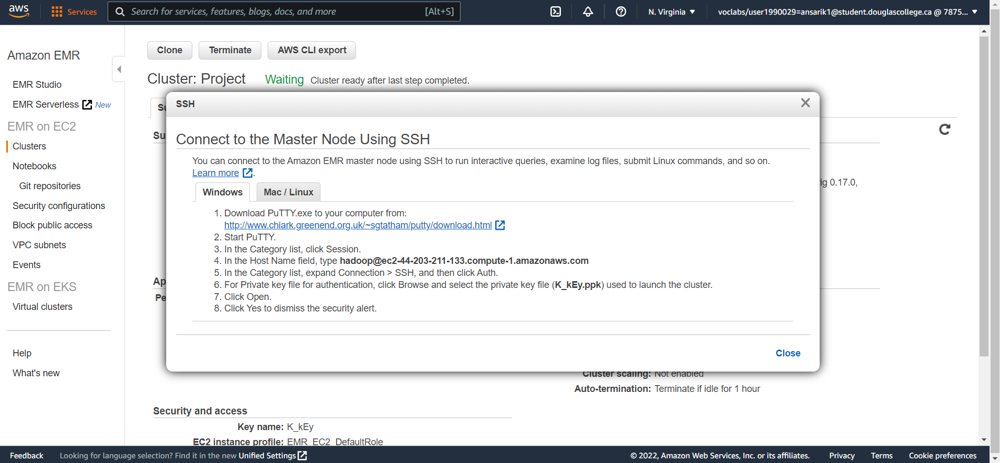 aws
Services
Search for services, features, blogs, docs, and more
[Alt+S]
N. Virginia
voclabs/user1990029=ansarik1@student.douglascollege.ca @ 7875...
Amazon EMR
EMR Studio
EMR Serverless New
EMR on EC2
Clusters
Notebooks
Git repositories
Security configurations
Block public access
VPC subnets
Events
EMR on EKS
Virtual clusters
Help
What's new
Clone
Terminate
AWS CLI export
Cluster: Project
Waiting
Cluster ready after last step completed.
SSH
Connect to the Master Node Using SSH
You can connect to the Amazon EMR master node using SSH to run interactive queries, examine log files, submit Linux commands, and so on.
Learn more .
Windows
Mac / Linux
1. Download PuTTY.exe to your computer from:
http://www.chiark.greenend.org.uk/~sgtatham/putty/download.html
2. Start PuTTY.
3. In the Category list, click Session.
4. In the Host Name field, type hadoop@ec2-44-203-211-133.compute-1.amazonaws.com
5. In the Category list, expand Connection > SSH, and then click Auth.
6. For Private key file for authentication, click Browse and select the private key file (K_kEy.ppk) used to launch the cluster.
7. Click Open.
8. Click Yes to dismiss the security alert.
Close
0.17.0,
Cluster scaling: Not enabled
Auto-termination: Terminate if idle for 1 hour
Security and access
Key name: K_kEy
EC2 instance profile: EMR_EC2_DefaultRole
Feedback
Looking for language selection? Find it in the new Unified Settings
© 2022, Amazon Web Services, Inc. or its affiliates.
Privacy
Terms
Cookie preferences